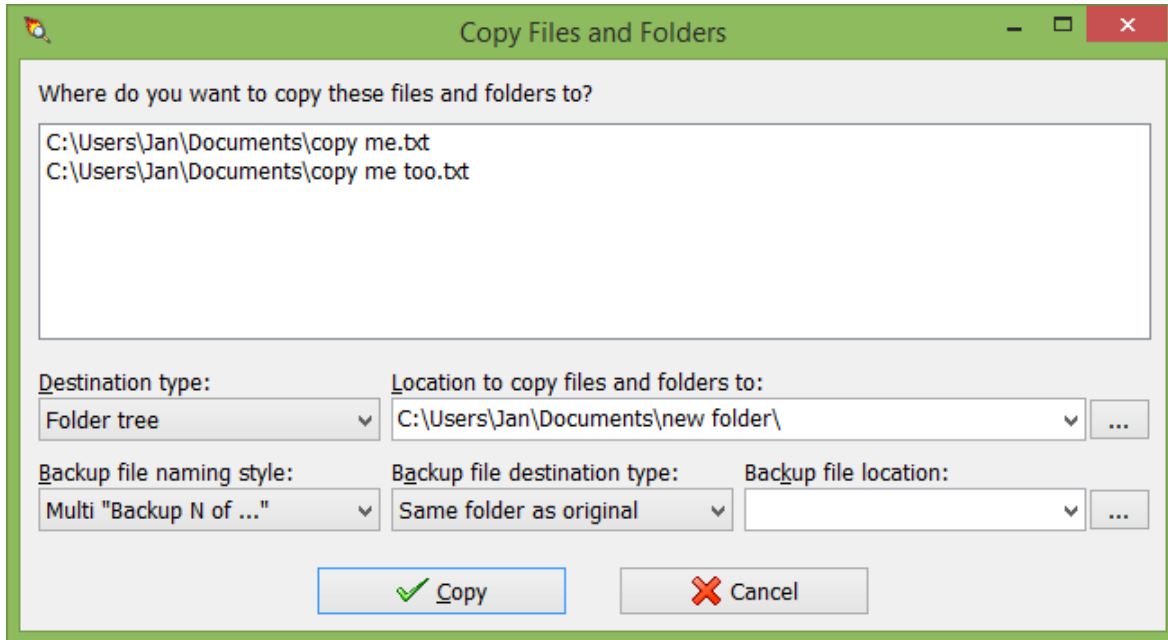 Copy Files and Folders
Where do you want to copy these files and folders to?
C:\Users\Jan\Documents\copy me.txt
C:\Users\Jan\Documents\copy me too.txt
Destination type:
Location to copy files and folders to:
Folder tree
C:\Users\Jan\Documents\new folder\
...
Backup file naming style:
Backup file destination type:
Backup file location:
Multi "Backup N of ..."
Same folder as original
...
Copy
Cancel